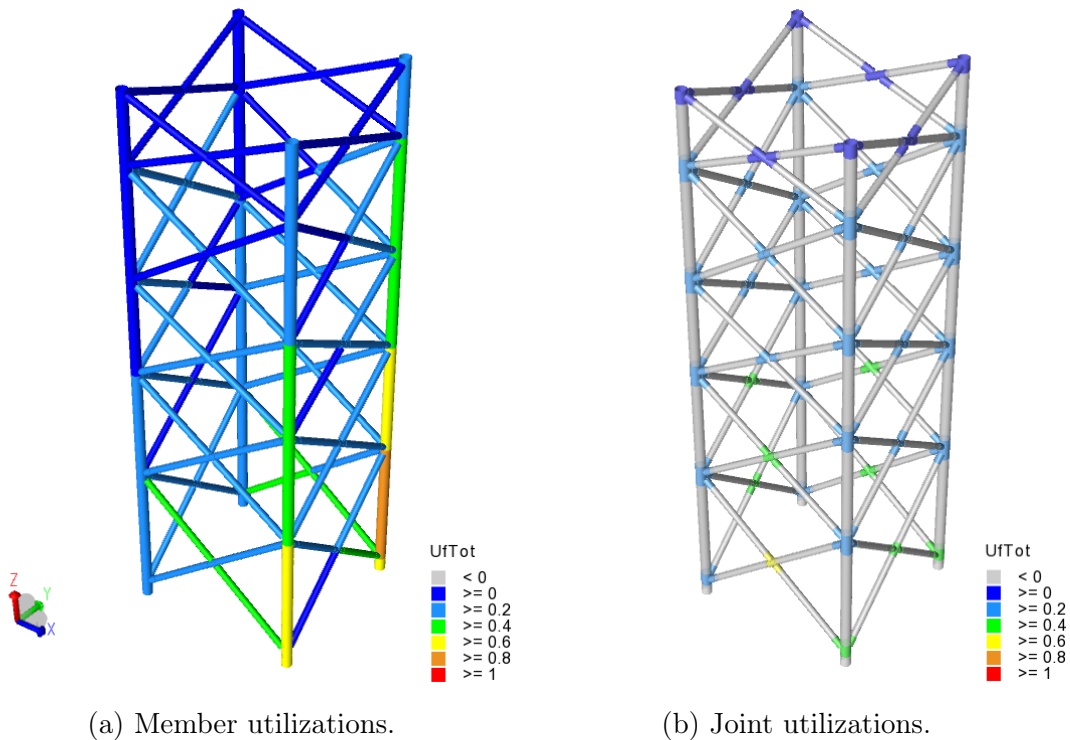 UfTot
< 0
>= 0
>= 0.2
>= 0.4
>= 0.6
>= 0.8
>= 1
Z
Y
X
UfTot
< 0
>= 0
>= 0.2
>= 0.4
>= 0.6
>= 0.8
>= 1
(a) Member utilizations.
(b) Joint utilizations.